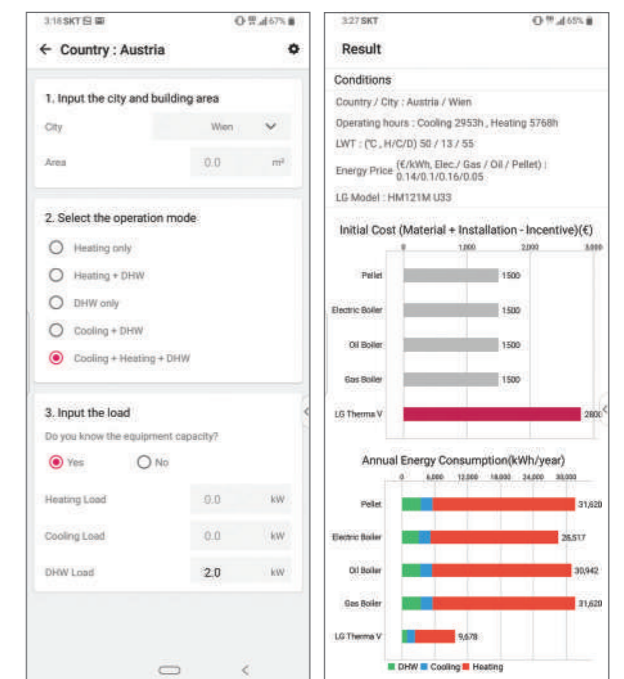 3:16 SKT
67%
Country : Austria
1. Input the city and building area
City Wien
Area 0.0 m²
2. Select the operation mode
Heating only
Heating + DHW
DHW only
Cooling + DHW
Cooling + Heating + DHW
3. Input the load
Do you know the equipment capacity?
Yes No
Heating Load 0.0 kW
Cooling Load 0.0 kW
DHW Load 2.0 kW
3:27 SKT
65%
Result
Conditions
Country / City : Austria / Wien
Operating hours : Cooling 2953h , Heating 5768h
LWT : (℃ , H/C/D) 50 / 13 / 55
Energy Price (€/kWh, Elec./ Gas / Oil / Pellet) :
0.14/0.1/0.16/0.05
LG Model : HM121M U33
Initial Cost (Material + Installation - Incentive)(€)
0 1,000 2,000 3,000
Pellet 1500
Electric Boiler 1500
Oil Boiler 1500
Gas Boiler 1500
LG Therma V 2800
Annual Energy Consumption(kWh/year)
0 6,000 12,000 18,000 24,000 30,000
Pellet 31,620
Electric Boiler 28,517
Oil Boiler 30,942
Gas Boiler 31,620
LG Therma V 9,678
DHW Cooling Heating